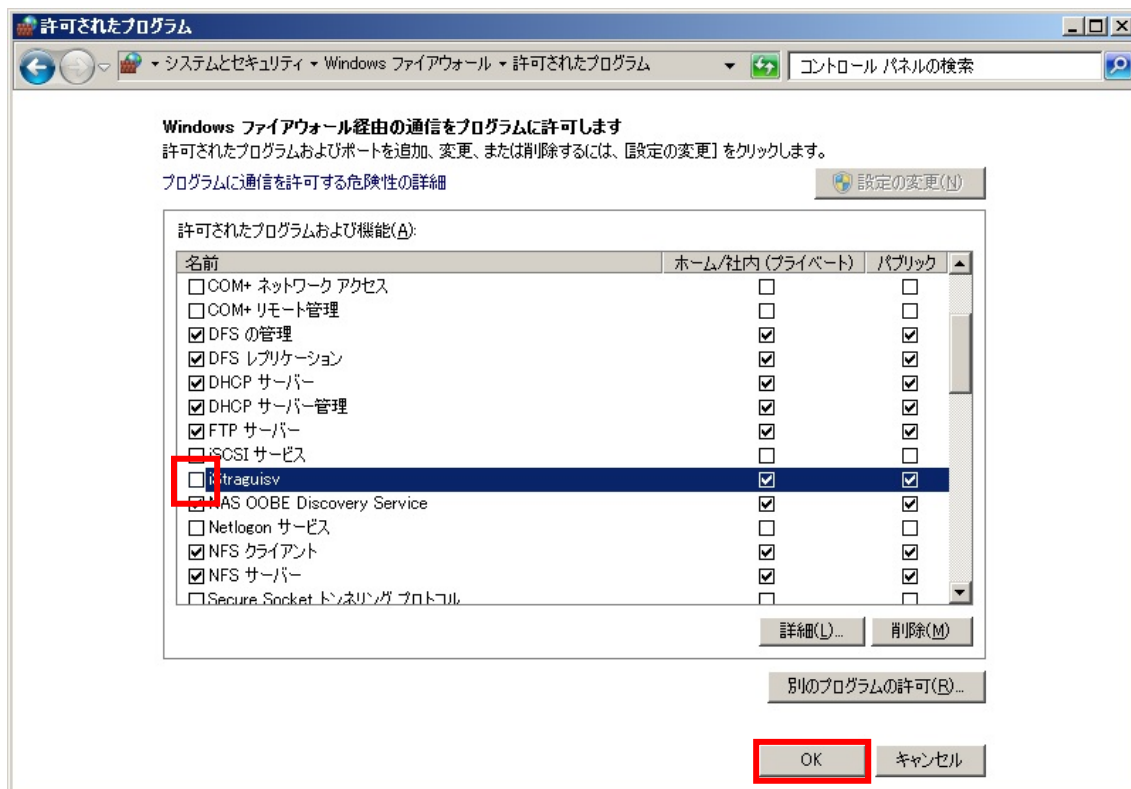 許可されたプログラム
システムとセキュリティ Windows ファイアウォール 許可されたプログラム コントロール パネルの検索
Windows ファイアウォール経由の通信をプログラムに許可します
許可されたプログラムおよびポートを追加、変更、または削除するには、[設定の変更] をクリックします。
プログラムに通信を許可する危険性の詳細
設定の変更(N)
許可されたプログラムおよび機能(A):
名前 ホーム/社内 (プライベート) パブリック
COM+ ネットワーク アクセス
COM+ リモート管理
DFS の管理
DFS レプリケーション
DHCP サーバー
DHCP サーバー管理
FTP サーバー
iSCSI サービス
iStraguisv
NAS OOBE Discovery Service
Netlogon サービス
NFS クライアント
NFS サーバー
Secure Socket トンネリング プロトコル
詳細(L)... 削除(M)
別のプログラムの許可(R)...
OK キャンセル